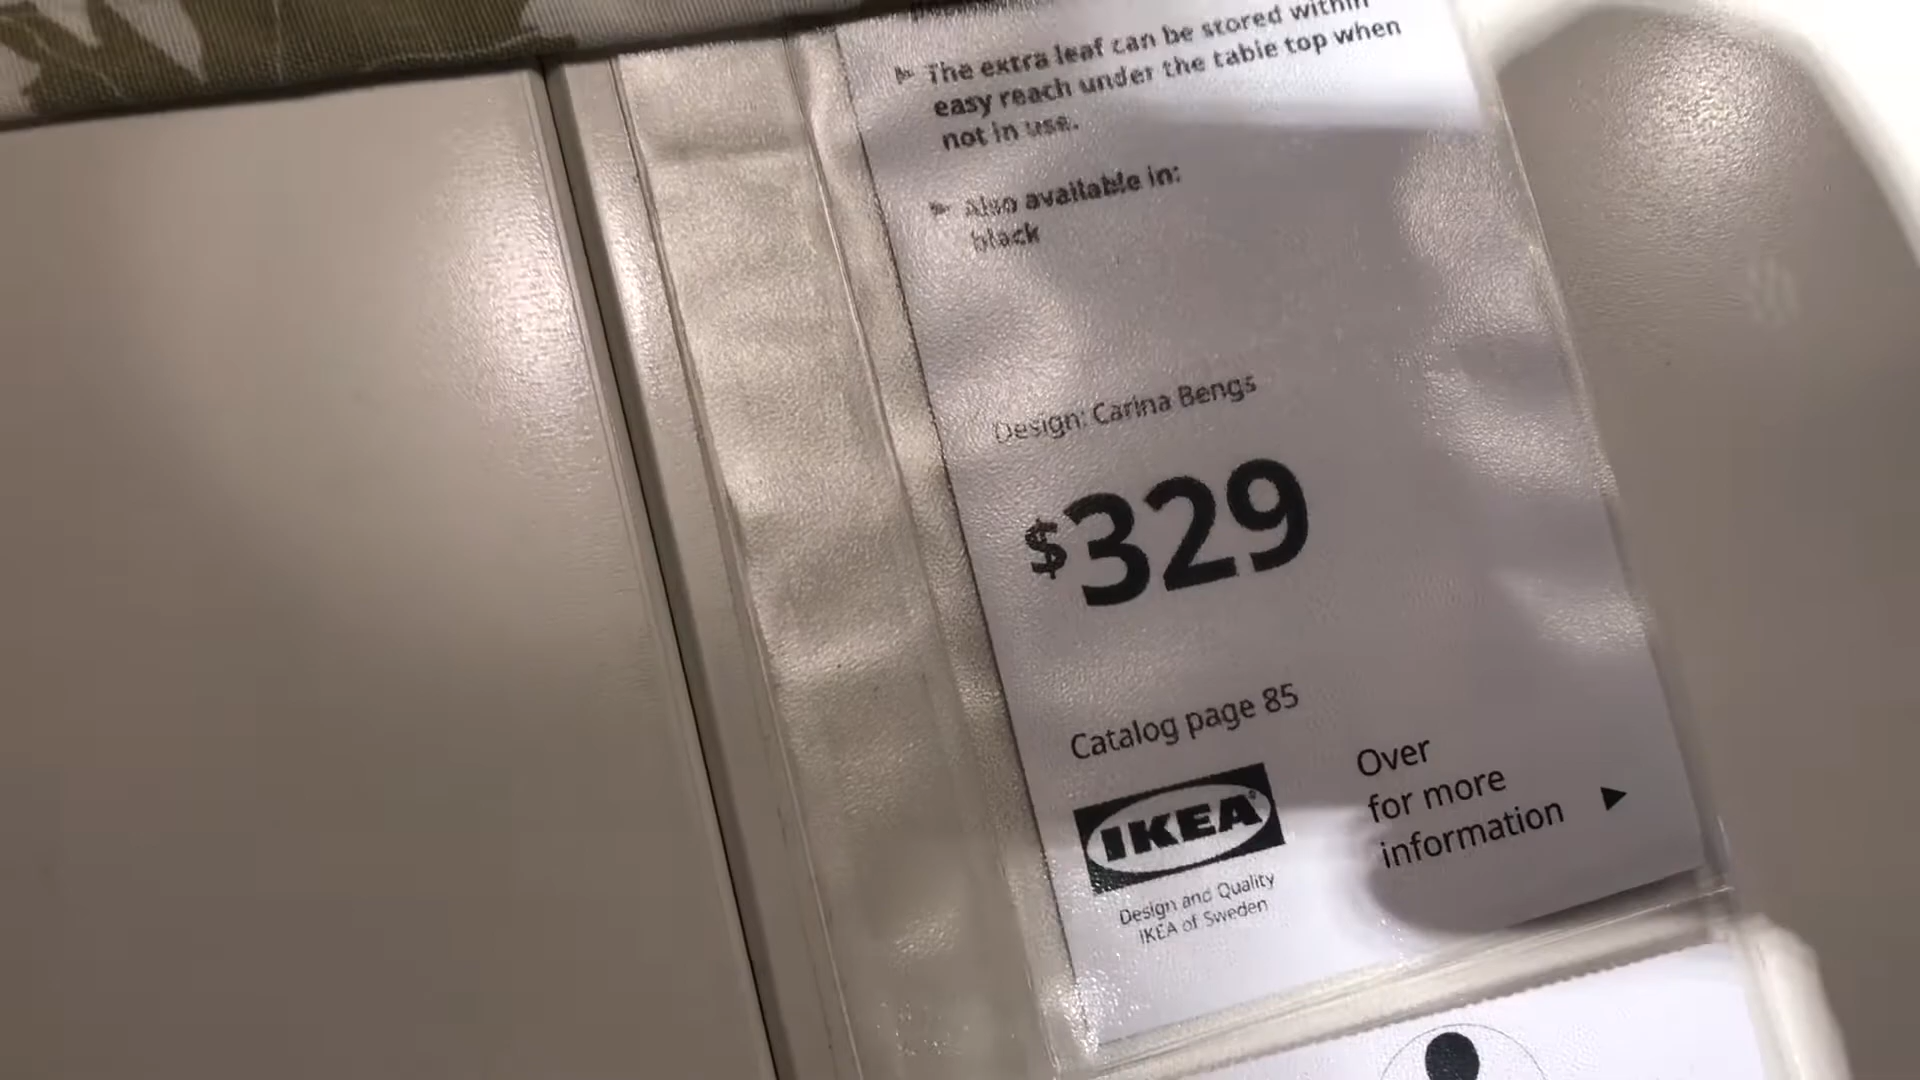 The extra leaf can be stored within
easy reach under the table top when
not in use.
Also available in:
black
Design: Carina Bengs
$329
Catalog page 85
IKEA
Design and Quality
IKEA of Sweden
Over
for more
information